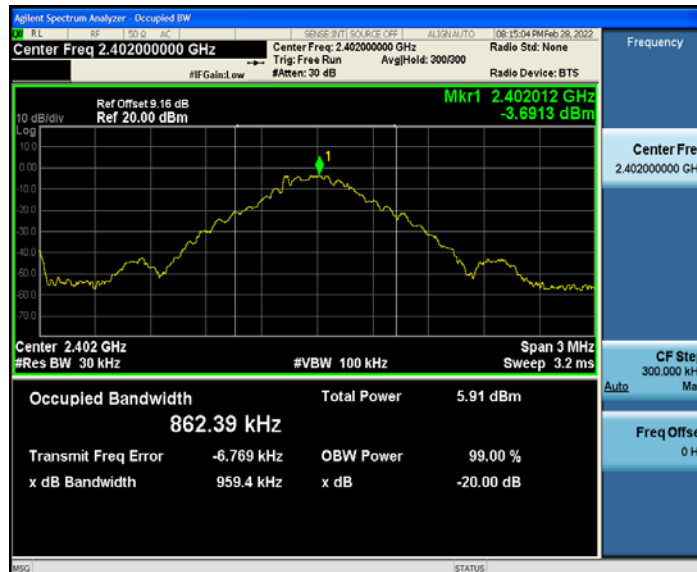 Agilent Spectrum Analyzer - Occupied BW
RL RF 50 Ω AC SENSE:INT SOURCE OFF ALIGN AUTO 08:15:04 PM Feb 28, 2022
Center Freq 2.402000000 GHz
Center Freq: 2.402000000 GHz
Radio Std: None
Trig: Free Run Avg|Hold: 300/300
#IFGain:Low
#Atten: 30 dB
Radio Device: BTS
Frequency
Mkr1 2.402012 GHz
-3.6913 dBm
Ref Offset 9.16 dB
10 dB/div Ref 20.00 dBm
Log
10.0
0.00
-10.0
-20.0
-30.0
-40.0
-50.0
-60.0
-70.0
1
Center Fre
2.402000000 GH
Center 2.402 GHz Span 3 MHz
#Res BW 30 kHz #VBW 100 kHz Sweep 3.2 ms
CF Ste
300.000 kH
Auto Ma
Occupied Bandwidth Total Power 5.91 dBm
862.39 kHz
Transmit Freq Error -6.769 kHz OBW Power 99.00 %
x dB Bandwidth 959.4 kHz x dB -20.00 dB
Freq Offse
0 H
MSG STATUS